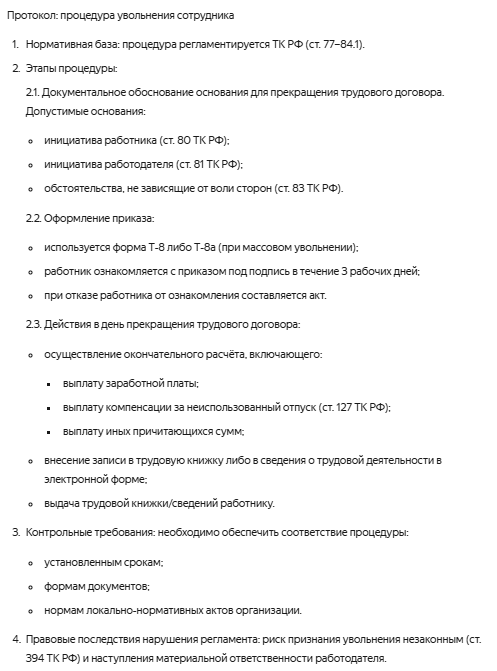 Протокол: процедура увольнения сотрудника
1. Нормативная база: процедура регламентируется ТК РФ (ст. 77–84.1).
2. Этапы процедуры:
2.1. Документальное обоснование основания для прекращения трудового договора.
Допустимые основания:
◦ инициатива работника (ст. 80 ТК РФ);
◦ инициатива работодателя (ст. 81 ТК РФ);
◦ обстоятельства, не зависящие от воли сторон (ст. 83 ТК РФ).
2.2. Оформление приказа:
◦ используется форма Т-8 либо Т-8а (при массовом увольнении);
◦ работник ознакомляется с приказом под подпись в течение 3 рабочих дней;
◦ при отказе работника от ознакомления составляется акт.
2.3. Действия в день прекращения трудового договора:
◦ осуществление окончательного расчёта, включающего:
▪ выплату заработной платы;
▪ выплату компенсации за неиспользованный отпуск (ст. 127 ТК РФ);
▪ выплату иных причитающихся сумм;
◦ внесение записи в трудовую книжку либо в сведения о трудовой деятельности в
электронной форме;
◦ выдача трудовой книжки/сведений работнику.
3. Контрольные требования: необходимо обеспечить соответствие процедуры:
◦ установленным срокам;
◦ формам документов;
◦ нормам локально-нормативных актов организации.
4. Правовые последствия нарушения регламента: риск признания увольнения незаконным (ст.
394 ТК РФ) и наступления материальной ответственности работодателя.